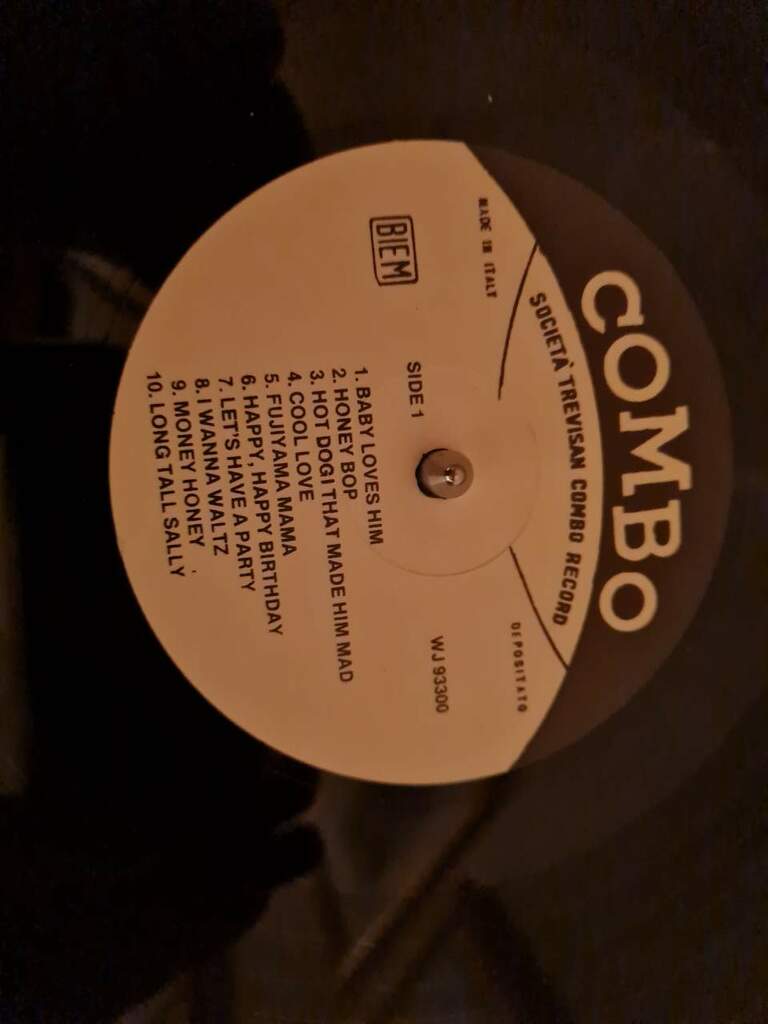 COMBO
SOCIETÀ TREVISAN COMBO RECORD
MADE IN ITALY
DEPOSITATO
BIEM
SIDE 1
WJ 93300
1. BABY LOVES HIM
2. HONEY BOP
3. HOT DOG! THAT MADE HIM MAD
4. COOL LOVE
5. FUJIYAMA MAMA
6. HAPPY, HAPPY BIRTHDAY
7. LET'S HAVE A PARTY
8. I WANNA WALTZ
9. MONEY HONEY
10. LONG TALL SALLY